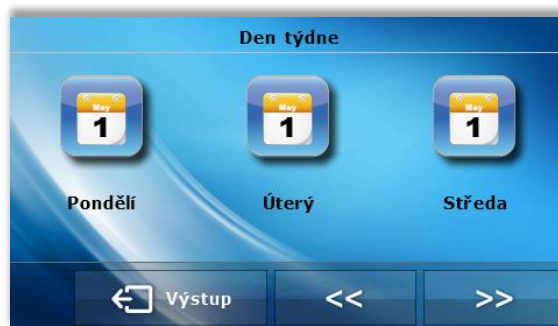 Den týdne
May May May
1 1 1
Pondělí Úterý Středa
Výstup << >>